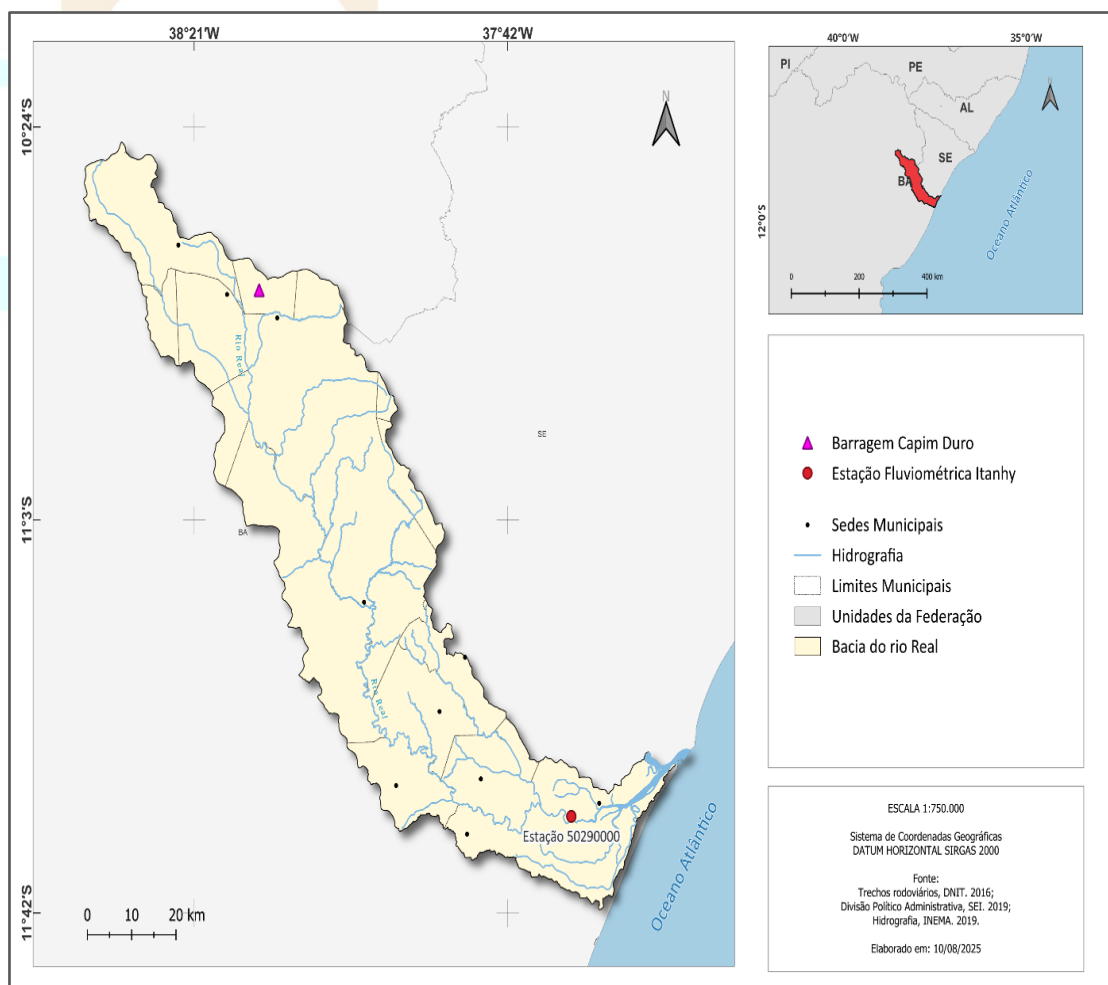 38°21'W
37°42'W
10°24'S
11°3'S
11°42'S
N
Rio Real
SE
BA
Rio Real
Estação 50290000
Oceano Atlântico
0 10 20 km
40°0'W
35°0'W
12°0'S
PI
PE
AL
SE
BA
N
Oceano Atlântico
0 200 400 km
Barragem Capim Duro
Estação Fluviométrica Itanhy
Sedes Municipais
Hidrografia
Limites Municipais
Unidades da Federação
Bacia do rio Real
ESCALA 1:750.000
Sistema de Coordenadas Geográficas
DATUM HORIZONTAL SIRGAS 2000
Fonte:
Trechos rodoviários, DNIT. 2016;
Divisão Político Administrativa, SEI. 2019;
Hidrografia, INEMA. 2019.
Elaborado em: 10/08/2025